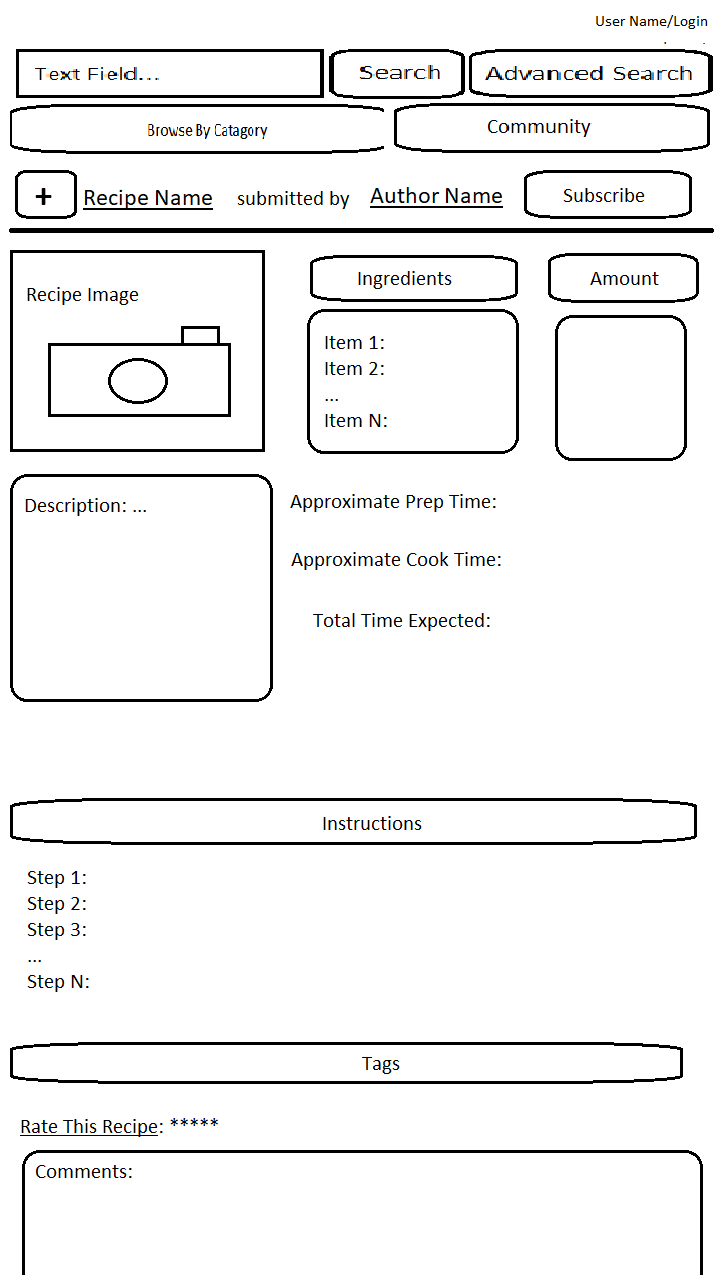 User Name/Login
Text Field... Search Advanced Search
Browse By Catagory Community
+ Recipe Name submitted by Author Name Subscribe
Recipe Image
Ingredients Amount
Item 1:
Item 2:
...
Item N:
Description: ...
Approximate Prep Time:
Approximate Cook Time:
Total Time Expected:
Instructions
Step 1:
Step 2:
Step 3:
...
Step N:
Tags
Rate This Recipe: *****
Comments: